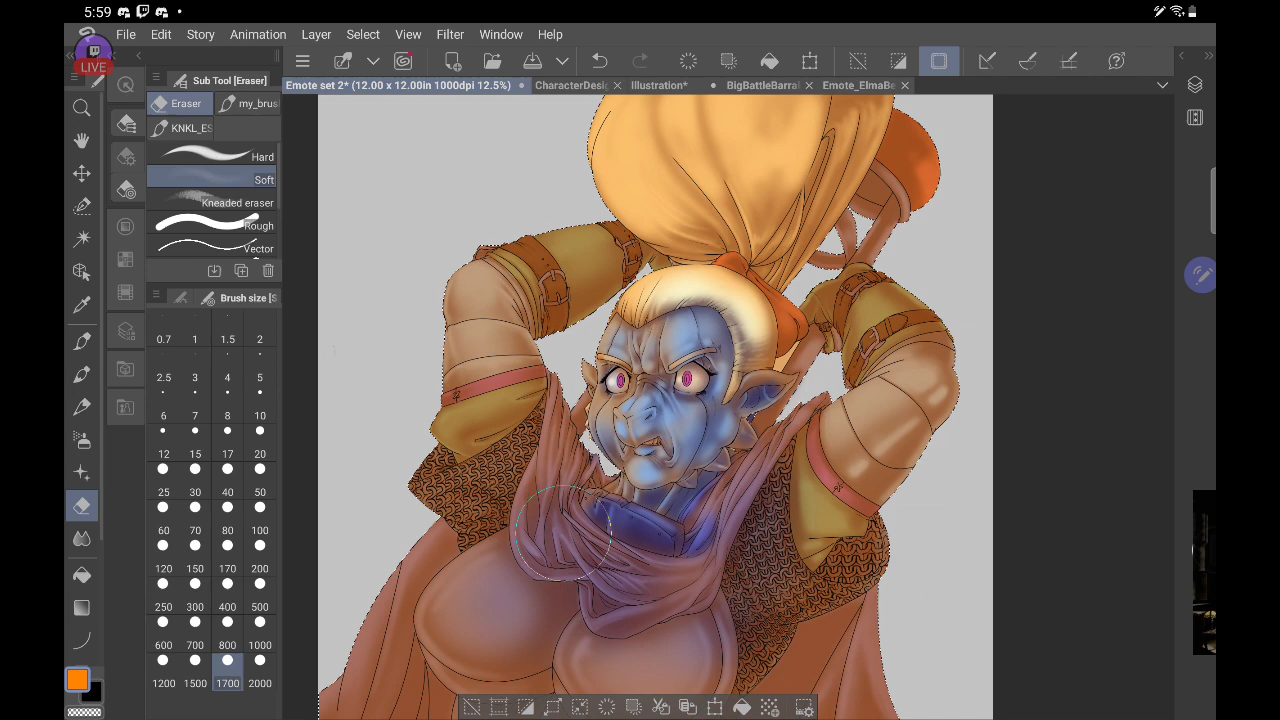 5:59
LIVE
File Edit Story Animation Layer Select View Filter Window Help
Sub Tool [Eraser]
Emote set 2* (12.00 x 12.00in 1000dpi 12.5%)
CharacterDesig
Illustration*
BigBattleBarral
Emote_ElmaBe
Eraser
my_brus
KNKL_ES
Hard
Soft
Kneaded eraser
Rough
Vector
Brush size [S
0.7 1 1.5 2
2.5 3 4 5
6 7 8 10
12 15 17 20
25 30 40 50
60 70 80 100
120 150 170 200
250 300 400 500
600 700 800 1000
1200 1500 1700 2000